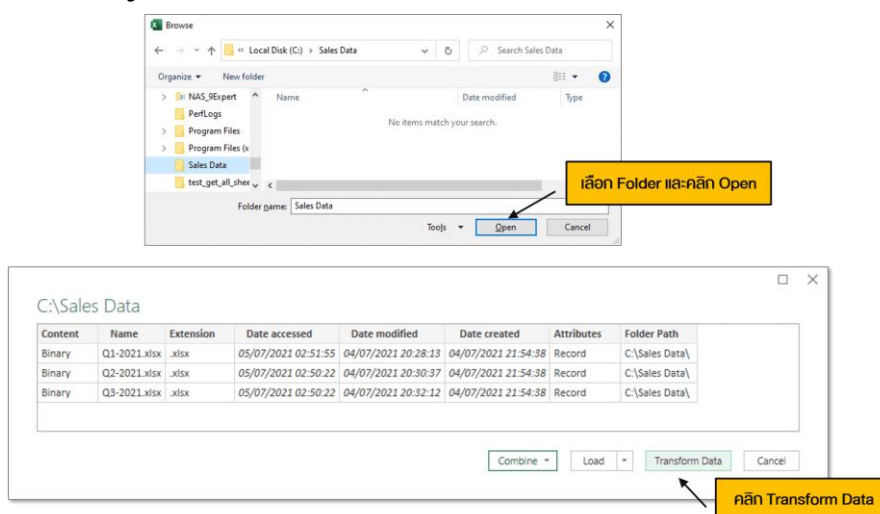 Browse
« Local Disk (C:) › Sales Data
Search Sales Data
Organize
New folder
NAS_9Expert
Name
Date modified
Type
PerfLogs
No items match your search.
Program Files
Program Files (x
Sales Data
test_get_all_shee
เลือก Folder และคลิก Open
Folder name: Sales Data
Tools
Open
Cancel
C:\Sales Data
Content Name Extension Date accessed Date modified Date created Attributes Folder Path
Binary Q1-2021.xlsx .xlsx 05/07/2021 02:51:55 04/07/2021 20:28:13 04/07/2021 21:54:38 Record C:\Sales Data\
Binary Q2-2021.xlsx .xlsx 05/07/2021 02:50:22 04/07/2021 20:30:37 04/07/2021 21:54:38 Record C:\Sales Data\
Binary Q3-2021.xlsx .xlsx 05/07/2021 02:50:22 04/07/2021 20:32:12 04/07/2021 21:54:38 Record C:\Sales Data\
Combine Load Transform Data Cancel
คลิก Transform Data